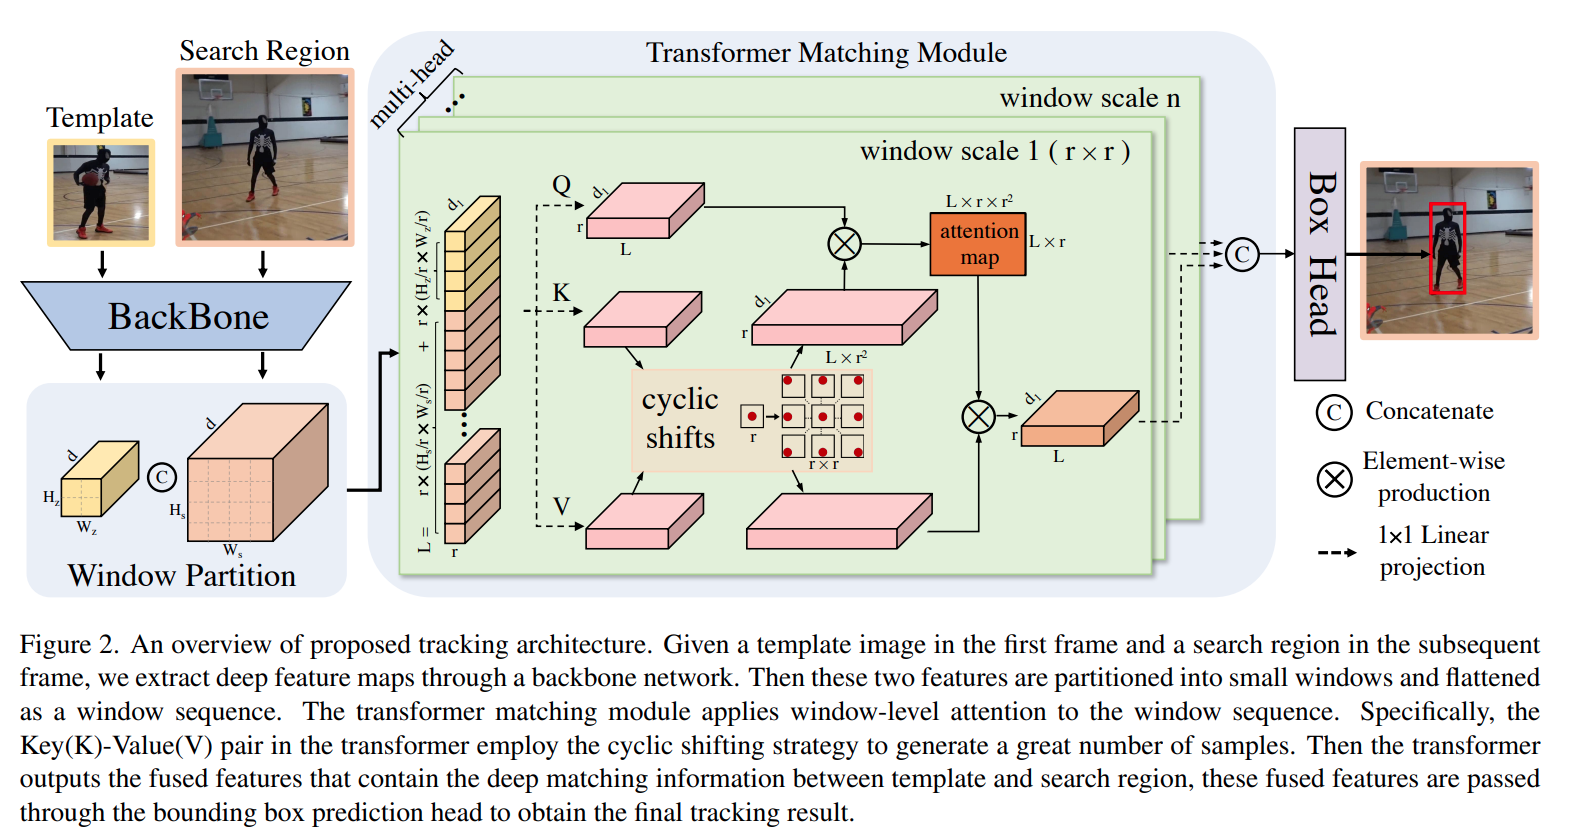 Search Region
Template
BackBone
d
d
H_z
W_z
C
H_s
W_s
Window Partition
Transformer Matching Module
multi-head
...
window scale n
window scale 1 ( r × r )
L = r × (H_s/r × W_s/r) + r × (H_z/r × W_z/r)
d_1
r
Q
d_1
r
L
K
d_1
r
L × r²
cyclic
shifts
r
r × r
V
L × r × r²
attention
map
L × r
d_1
r
L
C
Box Head
C Concatenate
Element-wise
production
1×1 Linear
projection
Figure 2. An overview of proposed tracking architecture. Given a template image in the first frame and a search region in the subsequent
frame, we extract deep feature maps through a backbone network. Then these two features are partitioned into small windows and flattened
as a window sequence. The transformer matching module applies window-level attention to the window sequence. Specifically, the
Key(K)-Value(V) pair in the transformer employ the cyclic shifting strategy to generate a great number of samples. Then the transformer
outputs the fused features that contain the deep matching information between template and search region, these fused features are passed
through the bounding box prediction head to obtain the final tracking result.